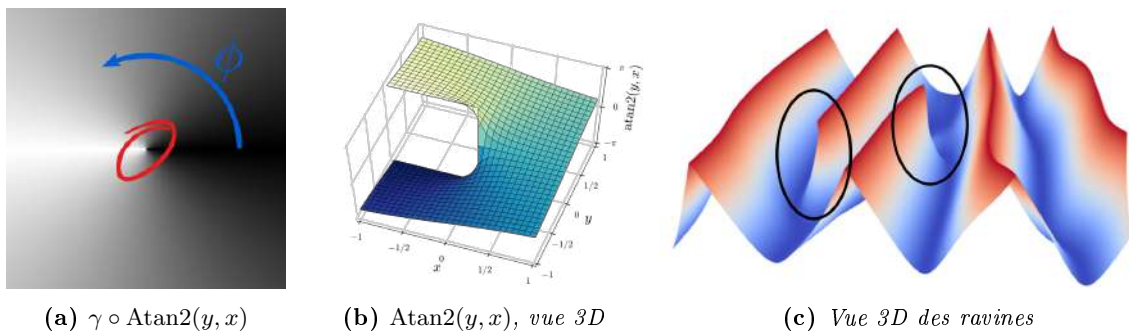 ϕ
π
0
−π
atan2(y, x)
1
1/2
0
−1/2
−1
y
−1
−1/2
0
1/2
1
x
(a) γ ∘ Atan2(y, x)
(b) Atan2(y, x), vue 3D
(c) Vue 3D des ravines